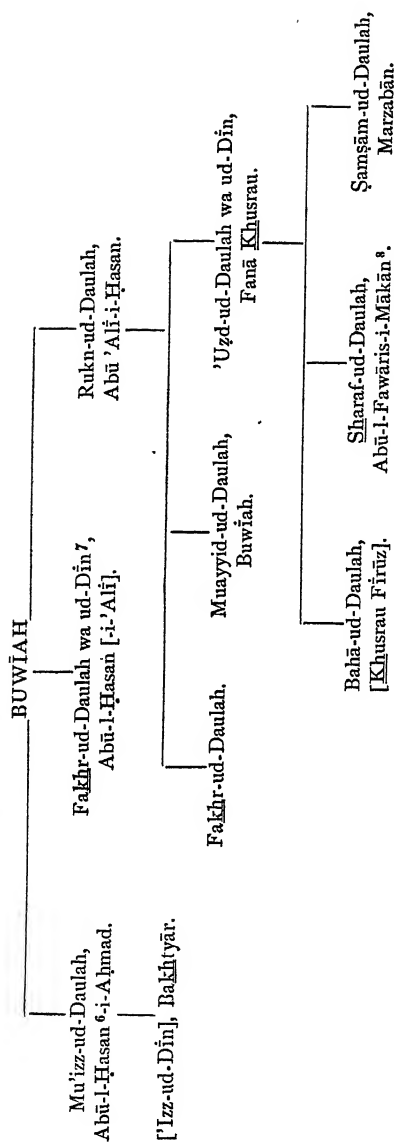 BUWĪAH
Mu'izz-ud-Daulah,
Abū-l-Ḥasan ⁶-i-Aḥmad.
Fakhr-ud-Daulah wa ud-Dīn ⁷,
Abū-l-Ḥasan [-i-'Alī].
Rukn-ud-Daulah,
Abū 'Alī-i-Ḥasan.
['Izz-ud-Dīn], Bakhtyār.
Fakhr-ud-Daulah.
Muayyid-ud-Daulah,
Buwīah.
'Uẓd-ud-Daulah wa ud-Dīn,
Fanā Khusrau.
Bahā-ud-Daulah,
[Khusrau Fīrūz].
Sharaf-ud-Daulah,
Abū-l-Fawāris-i-Mākān ⁸.
Ṣamṣām-ud-Daulah,
Marzabān.